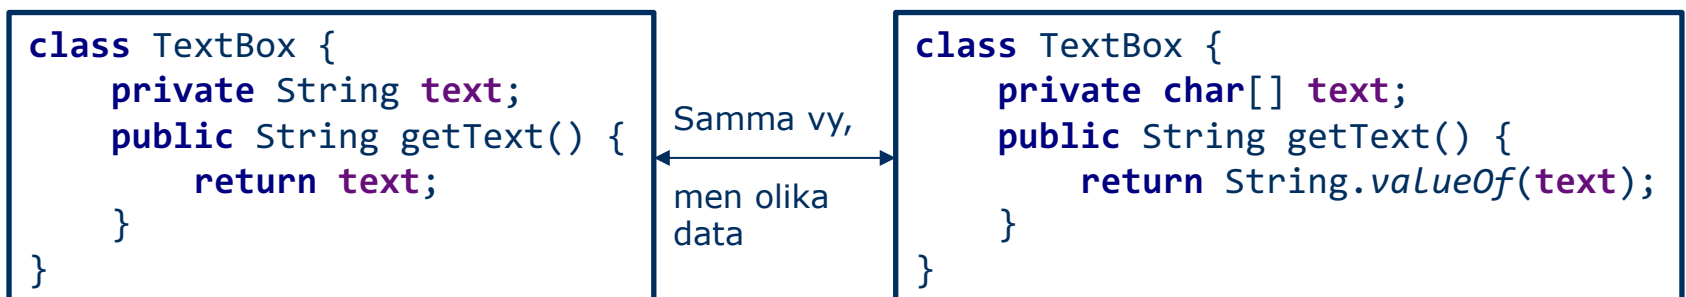 class TextBox {
    private String text;
    public String getText() {
        return text;
    }
}
Samma vy,
men olika
data
class TextBox {
    private char[] text;
    public String getText() {
        return String.valueOf(text);
    }
}